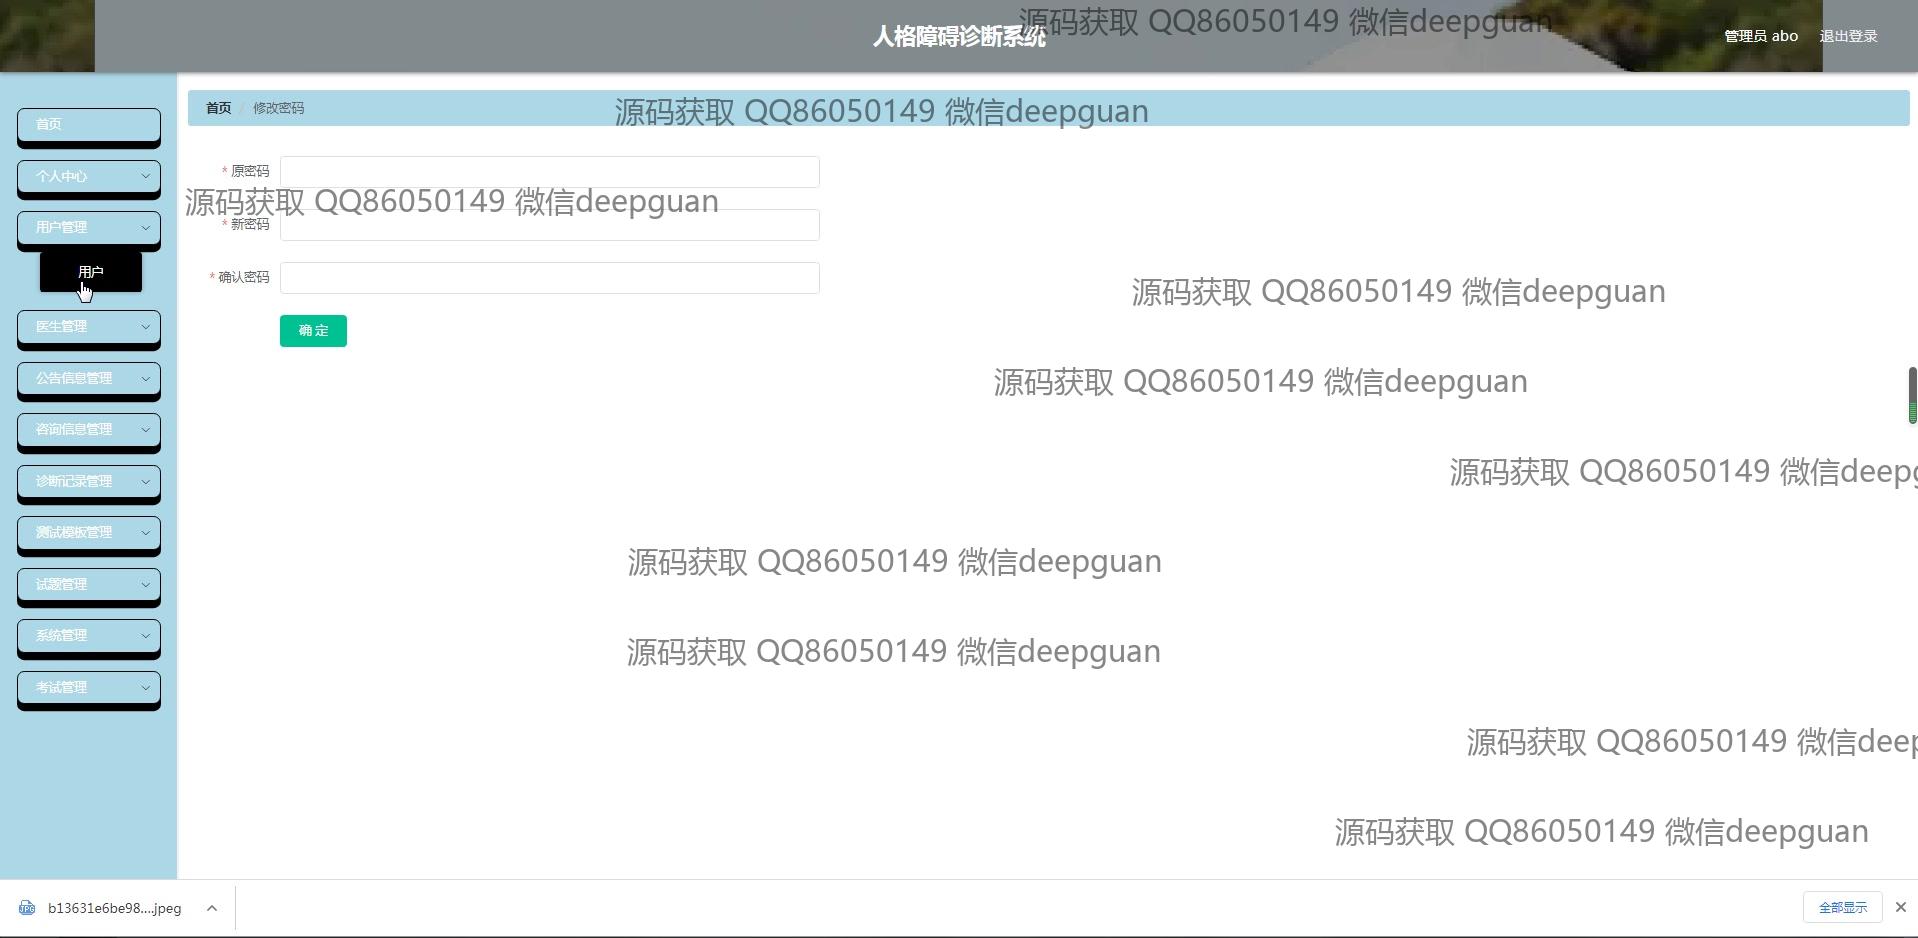 人格障碍诊断系统
源码获取 QQ86050149 微信deepguan
管理员 abo
退出登录
首页 / 修改密码
源码获取 QQ86050149 微信deepguan
首页
个人中心
用户管理
用户
医生管理
公告信息管理
咨询信息管理
诊断记录管理
测试模板管理
试题管理
系统管理
考试管理
* 原密码
源码获取 QQ86050149 微信deepguan
* 新密码
* 确认密码
确 定
源码获取 QQ86050149 微信deepguan
源码获取 QQ86050149 微信deepguan
源码获取 QQ86050149 微信deepg
源码获取 QQ86050149 微信deepguan
源码获取 QQ86050149 微信deepguan
源码获取 QQ86050149 微信deep
源码获取 QQ86050149 微信deepguan
b13631e6be98....jpeg
全部显示